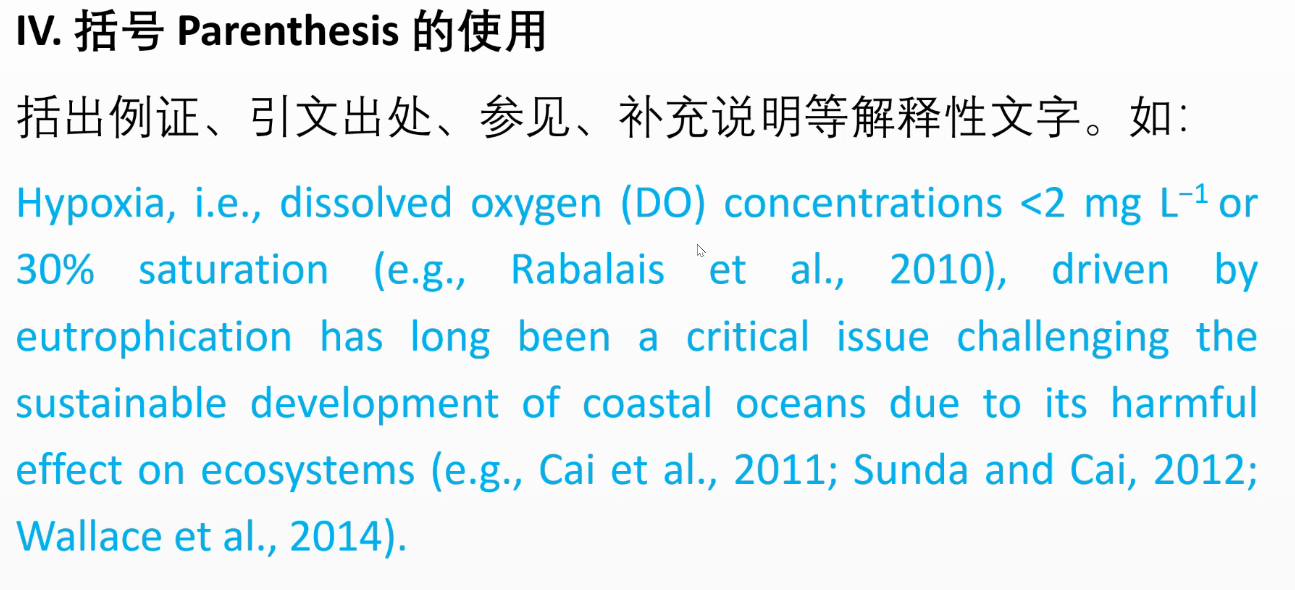 IV. 括号 Parenthesis 的使用
括出例证、引文出处、参见、补充说明等解释性文字。如：
Hypoxia, i.e., dissolved oxygen (DO) concentrations <2 mg L⁻¹ or
30% saturation (e.g., Rabalais et al., 2010), driven by
eutrophication has long been a critical issue challenging the
sustainable development of coastal oceans due to its harmful
effect on ecosystems (e.g., Cai et al., 2011; Sunda and Cai, 2012;
Wallace et al., 2014).